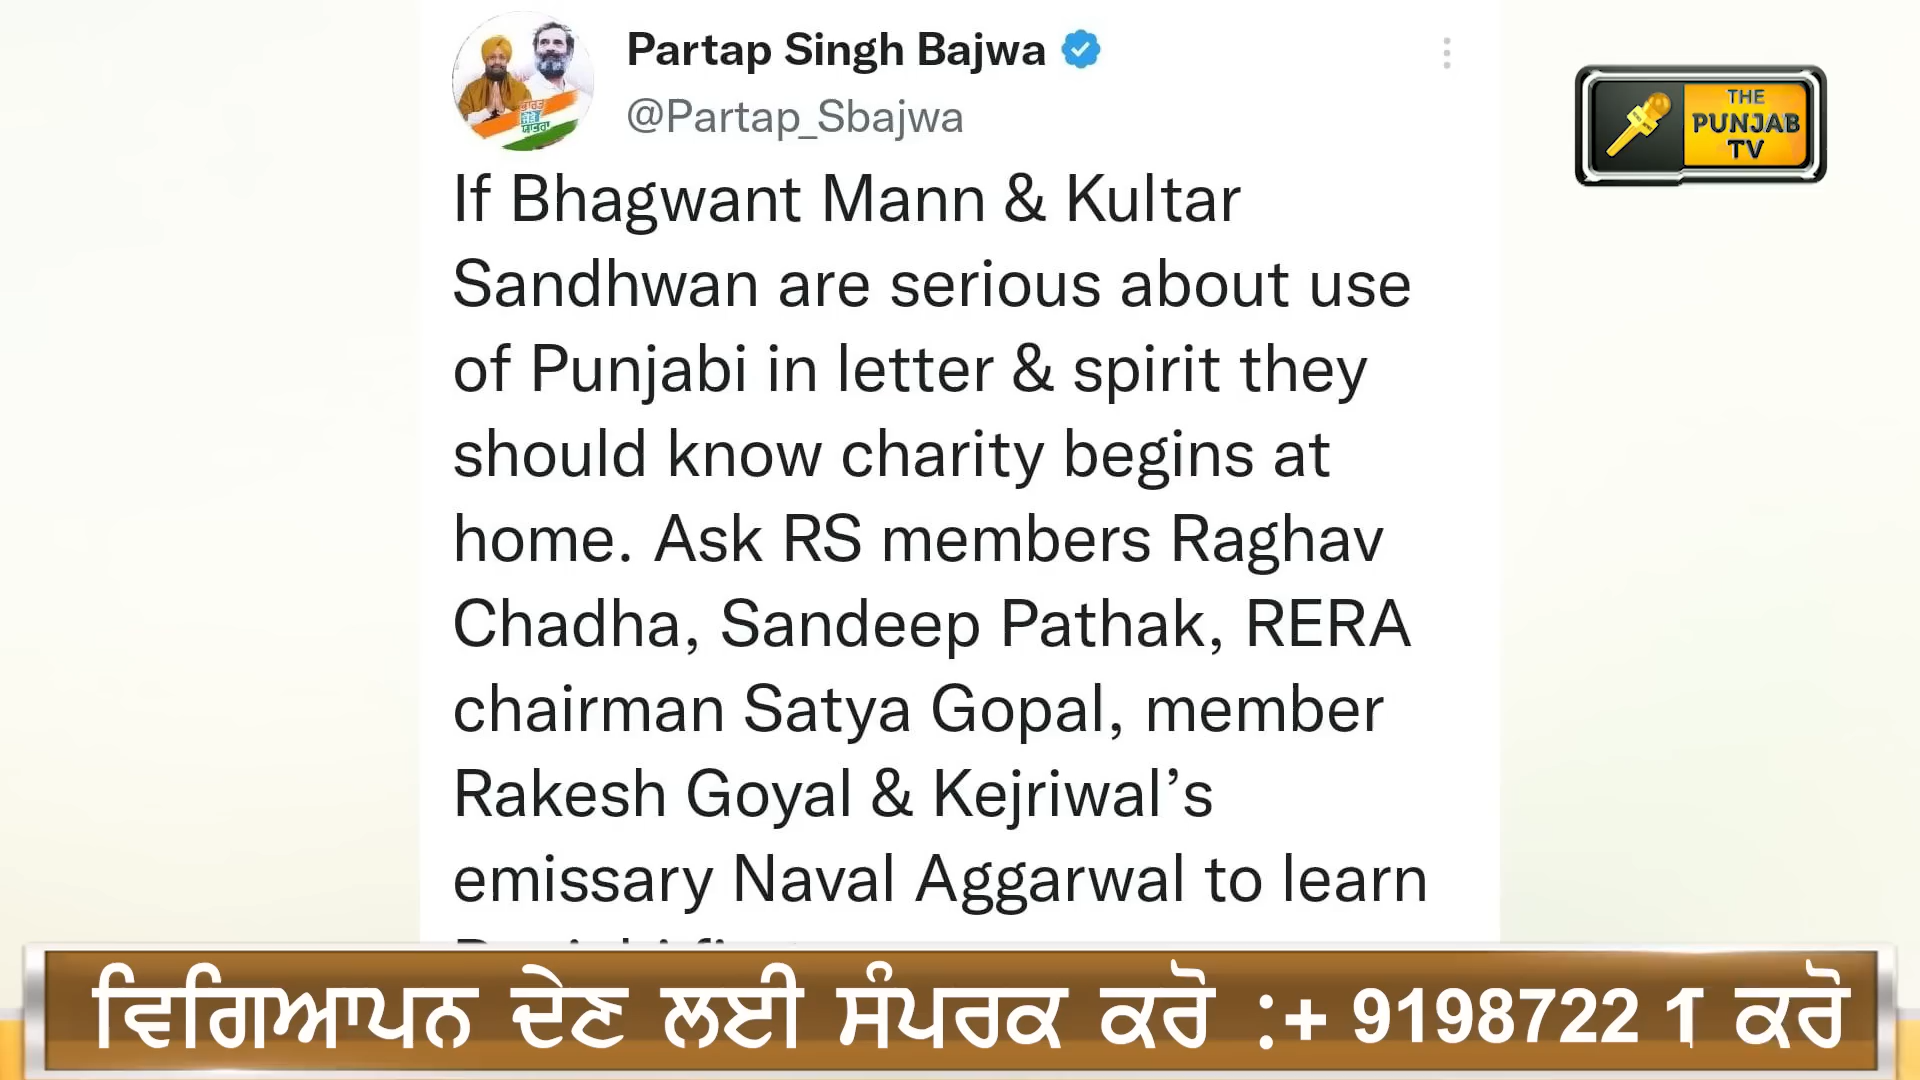 Partap Singh Bajwa
@Partap_Sbajwa
THE
PUNJAB
TV
If Bhagwant Mann & Kultar
Sandhwan are serious about use
of Punjabi in letter & spirit they
should know charity begins at
home. Ask RS members Raghav
Chadha, Sandeep Pathak, RERA
chairman Satya Gopal, member
Rakesh Goyal & Kejriwal’s
emissary Naval Aggarwal to learn
ਵਿਗਿਆਪਨ ਦੇਣ ਲਈ ਸੰਪਰਕ ਕਰੋ :+ 9198722 1 ਕਰੋ